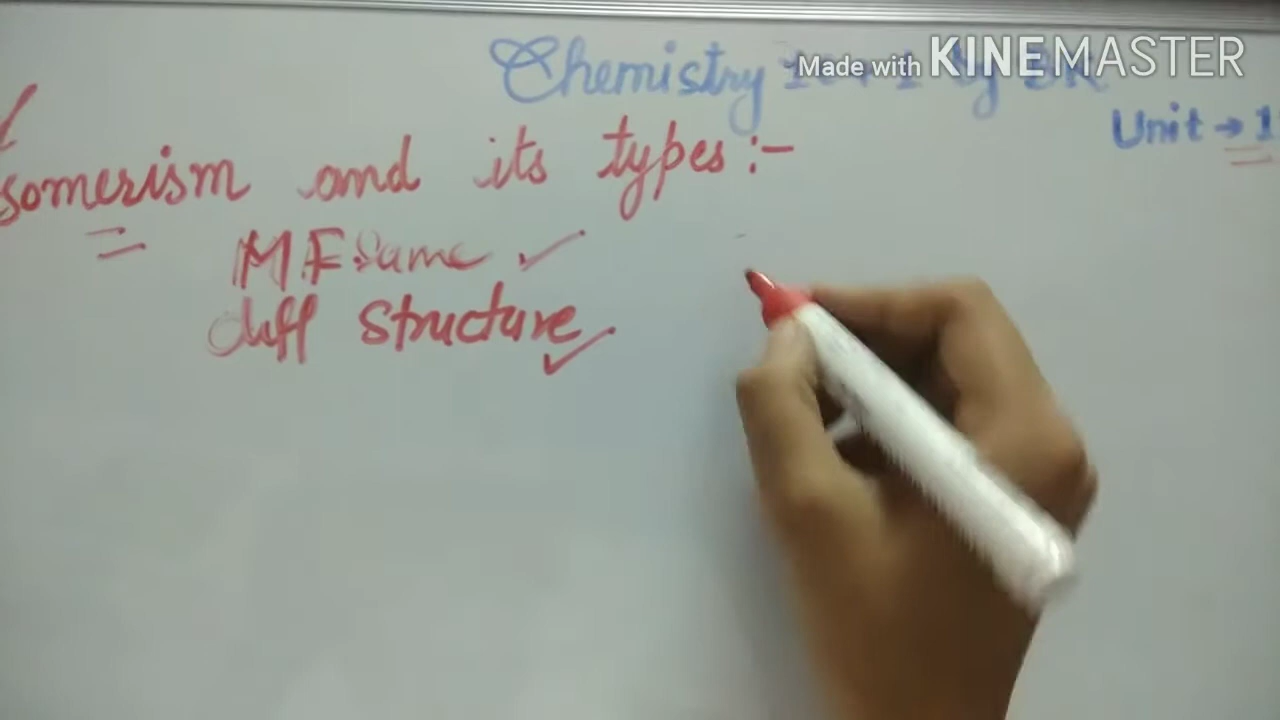 Chemistry
Made with KINEMASTER
Unit → 1
somerism and its types :-
M.F Same ✓
diff structure ✓